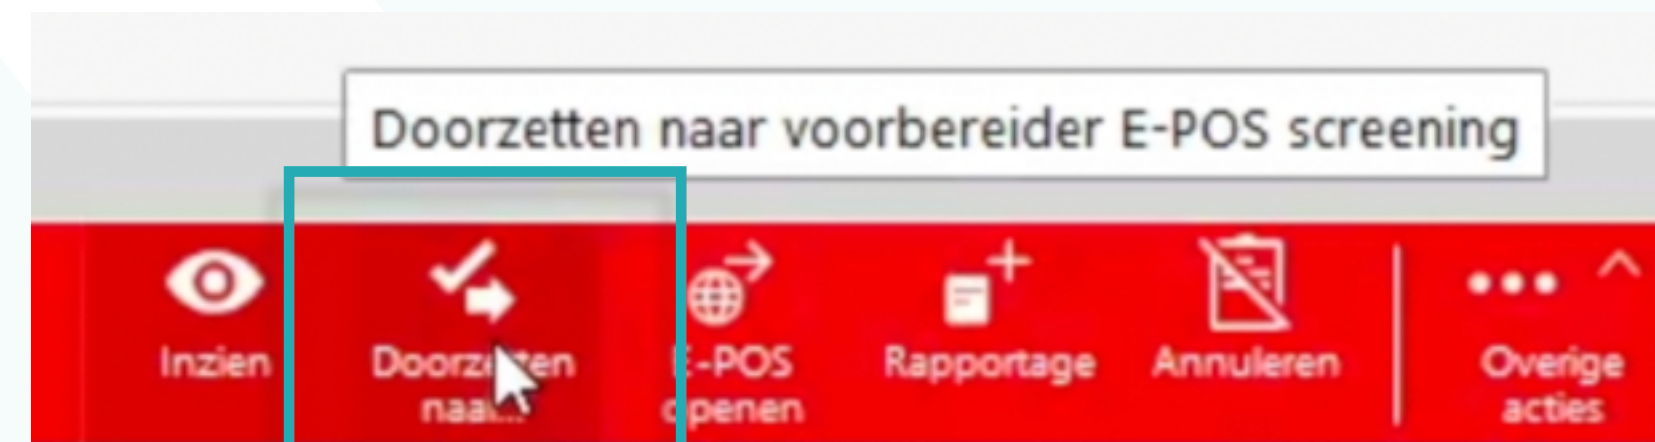 Doorzetten naar voorbereider E-POS screening
Inzien
Doorzetten
naar...
E-POS
openen
Rapportage
Annuleren
Overige
acties